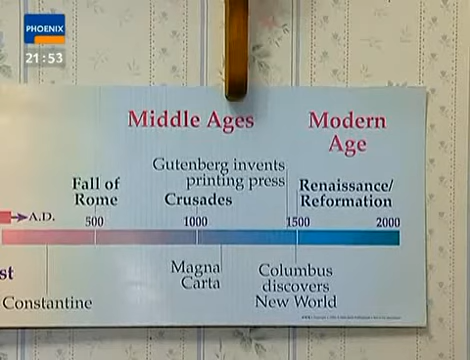 PHOENIX
21:53
Middle Ages
Modern
Age
Gutenberg invents
printing press
Fall of
Rome
Crusades
Renaissance/
Reformation
A.D.
500
1000
1500
2000
st
Magna
Carta
Columbus
discovers
New World
Constantine